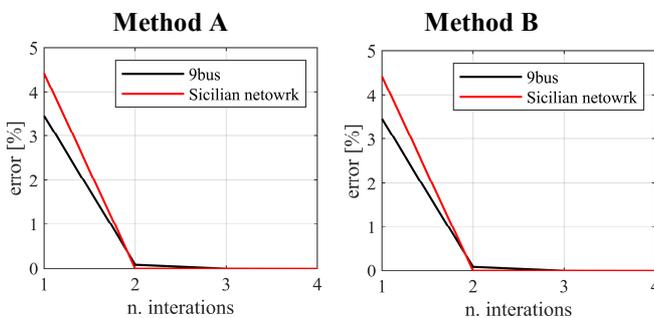 Method A
5
4
3
2
1
0
error [%]
9bus
Sicilian netowrk
1
2
3
4
n. interations
Method B
5
4
3
2
1
0
error [%]
9bus
Sicilian netowrk
1
2
3
4
n. interations